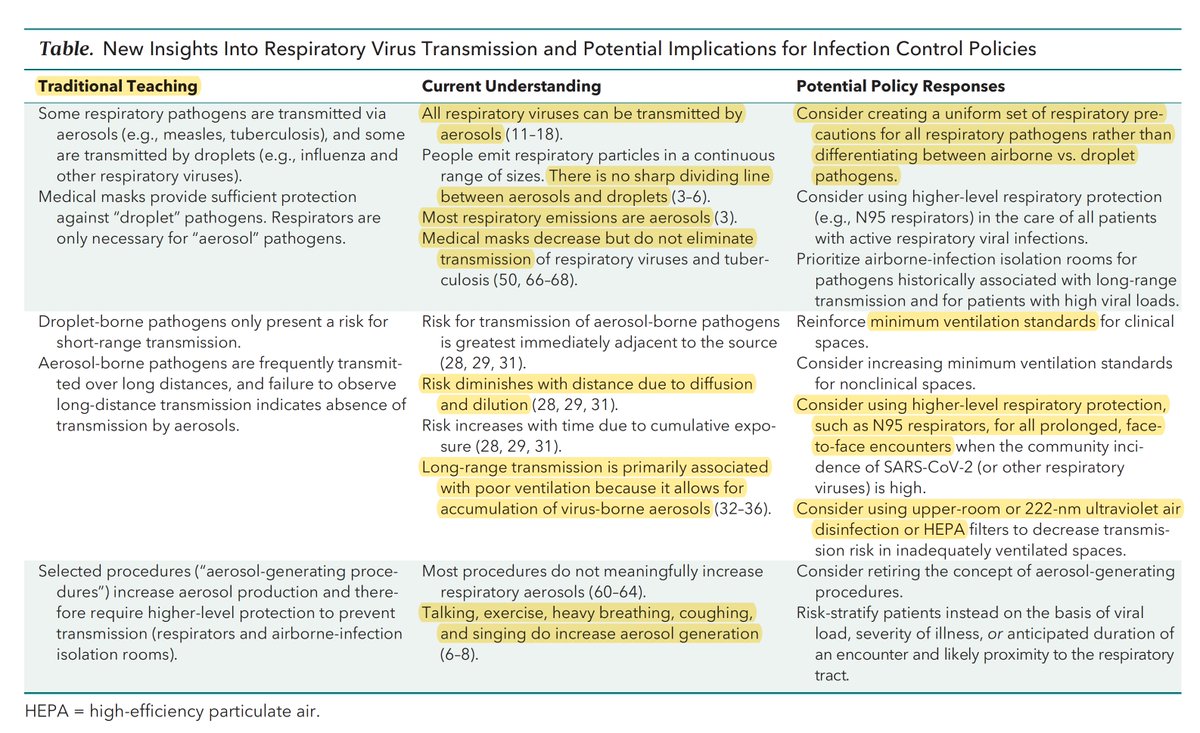 Table. New Insights Into Respiratory Virus Transmission and Potential Implications for Infection Control Policies
Traditional Teaching
Current Understanding
Potential Policy Responses
Some respiratory pathogens are transmitted via
aerosols (e.g., measles, tuberculosis), and some
are transmitted by droplets (e.g., influenza and
other respiratory viruses).
Medical masks provide sufficient protection
against “droplet” pathogens. Respirators are
only necessary for “aerosol” pathogens.
All respiratory viruses can be transmitted by
aerosols (11–18).
People emit respiratory particles in a continuous
range of sizes. There is no sharp dividing line
between aerosols and droplets (3–6).
Most respiratory emissions are aerosols (3).
Medical masks decrease but do not eliminate
transmission of respiratory viruses and tuber-
culosis (50, 66–68).
Consider creating a uniform set of respiratory pre-
cautions for all respiratory pathogens rather than
differentiating between airborne vs. droplet
pathogens.
Consider using higher-level respiratory protection
(e.g., N95 respirators) in the care of all patients
with active respiratory viral infections.
Prioritize airborne-infection isolation rooms for
pathogens historically associated with long-range
transmission and for patients with high viral loads.
Droplet-borne pathogens only present a risk for
short-range transmission.
Aerosol-borne pathogens are frequently transmit-
ted over long distances, and failure to observe
long-distance transmission indicates absence of
transmission by aerosols.
Risk for transmission of aerosol-borne pathogens
is greatest immediately adjacent to the source
(28, 29, 31).
Risk diminishes with distance due to diffusion
and dilution (28, 29, 31).
Risk increases with time due to cumulative expo-
sure (28, 29, 31).
Long-range transmission is primarily associated
with poor ventilation because it allows for
accumulation of virus-borne aerosols (32–36).
Reinforce minimum ventilation standards for clinical
spaces.
Consider increasing minimum ventilation standards
for nonclinical spaces.
Consider using higher-level respiratory protection,
such as N95 respirators, for all prolonged, face-
to-face encounters when the community inci-
dence of SARS-CoV-2 (or other respiratory
viruses) is high.
Consider using upper-room or 222-nm ultraviolet air
disinfection or HEPA filters to decrease transmis-
sion risk in inadequately ventilated spaces.
Selected procedures (“aerosol-generating proce-
dures”) increase aerosol production and there-
fore require higher-level protection to prevent
transmission (respirators and airborne-infection
isolation rooms).
Most procedures do not meaningfully increase
respiratory aerosols (60–64).
Talking, exercise, heavy breathing, coughing,
and singing do increase aerosol generation
(6–8).
Consider retiring the concept of aerosol-generating
procedures.
Risk-stratify patients instead on the basis of viral
load, severity of illness, or anticipated duration of
an encounter and likely proximity to the respiratory
tract.
HEPA = high-efficiency particulate air.